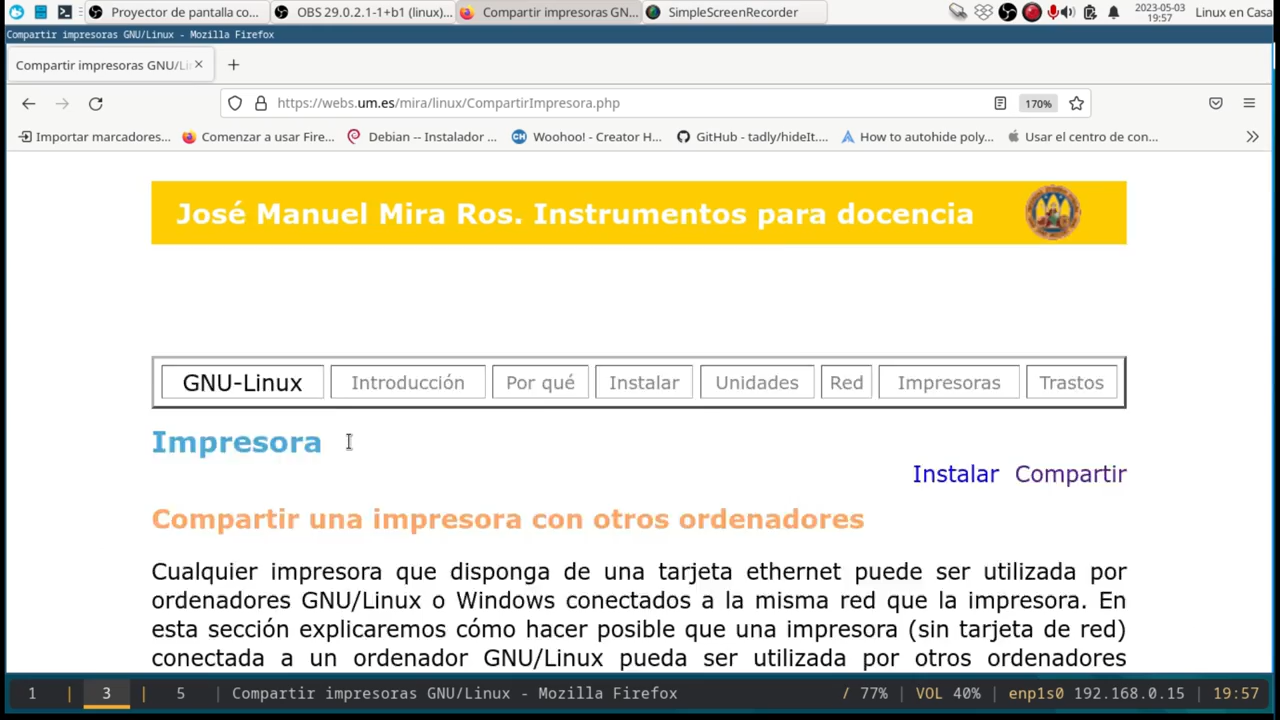 Proyector de pantalla co...
OBS 29.0.2.1-1+b1 (linux)...
Compartir impresoras GN...
SimpleScreenRecorder
2023-05-03
19:57
Linux en Casa
Compartir impresoras GNU/Linux - Mozilla Firefox
Compartir impresoras GNU/Li
https://webs.um.es/mira/linux/CompartirImpresora.php
170%
Importar marcadores...
Comenzar a usar Fire...
Debian -- Instalador ...
Woohoo! - Creator H...
GitHub - tadly/hideIt....
How to autohide poly...
Usar el centro de con...
José Manuel Mira Ros. Instrumentos para docencia
GNU-Linux
Introducción
Por qué
Instalar
Unidades
Red
Impresoras
Trastos
Impresora
Instalar Compartir
Compartir una impresora con otros ordenadores
Cualquier impresora que disponga de una tarjeta ethernet puede ser utilizada por
ordenadores GNU/Linux o Windows conectados a la misma red que la impresora. En
esta sección explicaremos cómo hacer posible que una impresora (sin tarjeta de red)
conectada a un ordenador GNU/Linux pueda ser utilizada por otros ordenadores
1 | 3 | 5 | Compartir impresoras GNU/Linux - Mozilla Firefox
/ 77% | VOL 40% | enp1s0 192.168.0.15 | 19:57